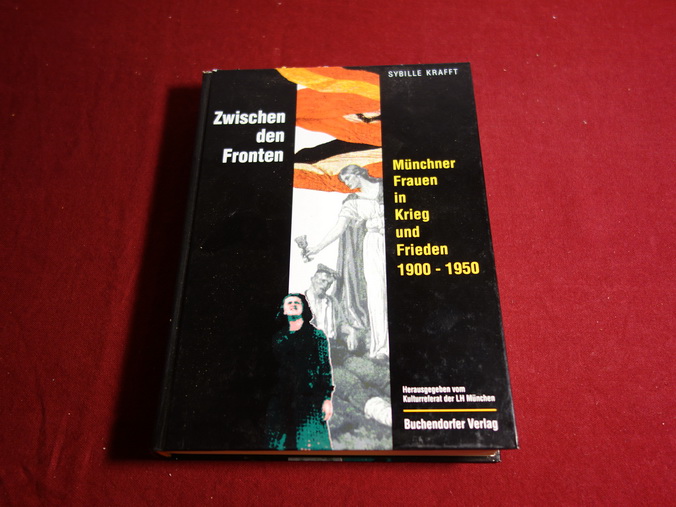 SYBILLE KRAFFT
Zwischen
den
Fronten
Münchner
Frauen
in
Krieg
und
Frieden
1900 - 1950
Herausgegeben vom
Kulturreferat der LH München
Buchendorfer Verlag